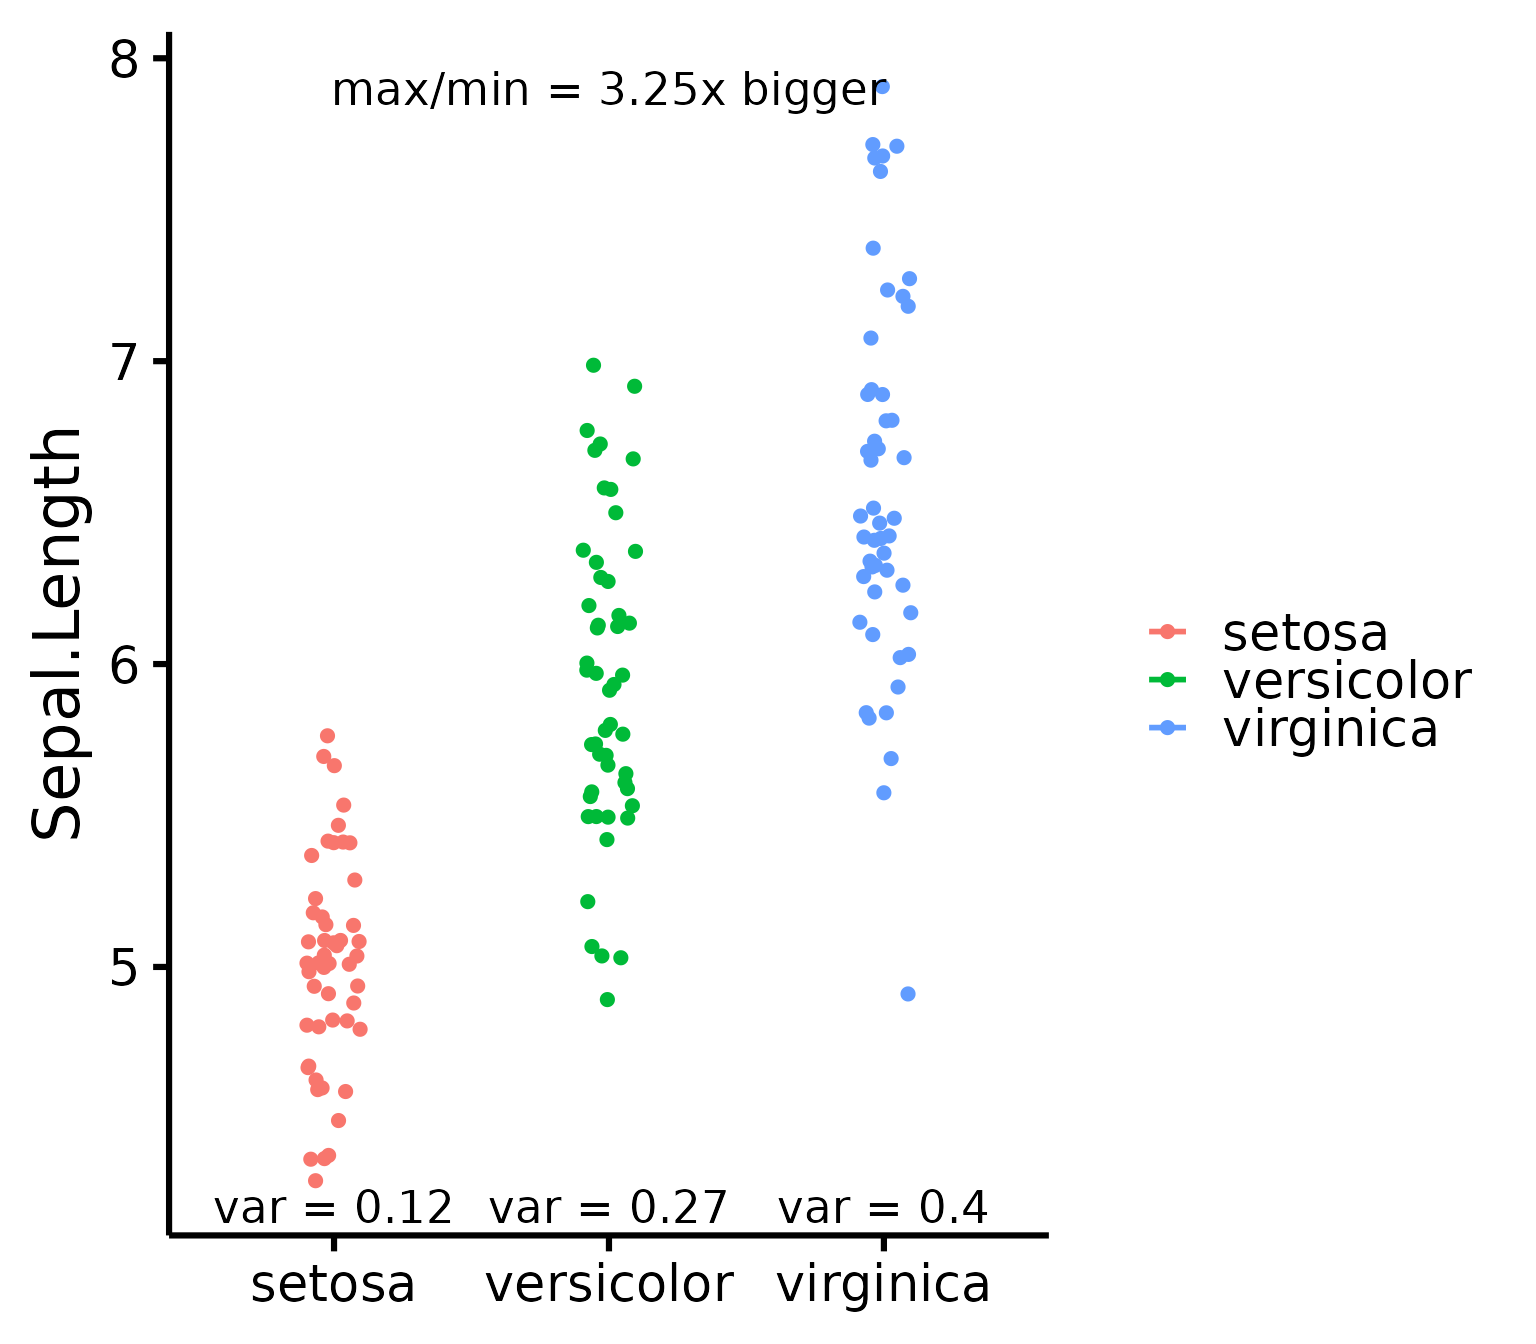 8
max/min = 3.25x bigger
7
6
5
Sepal.Length
setosa
versicolor
virginica
var = 0.12 var = 0.27 var = 0.4
setosa versicolor virginica